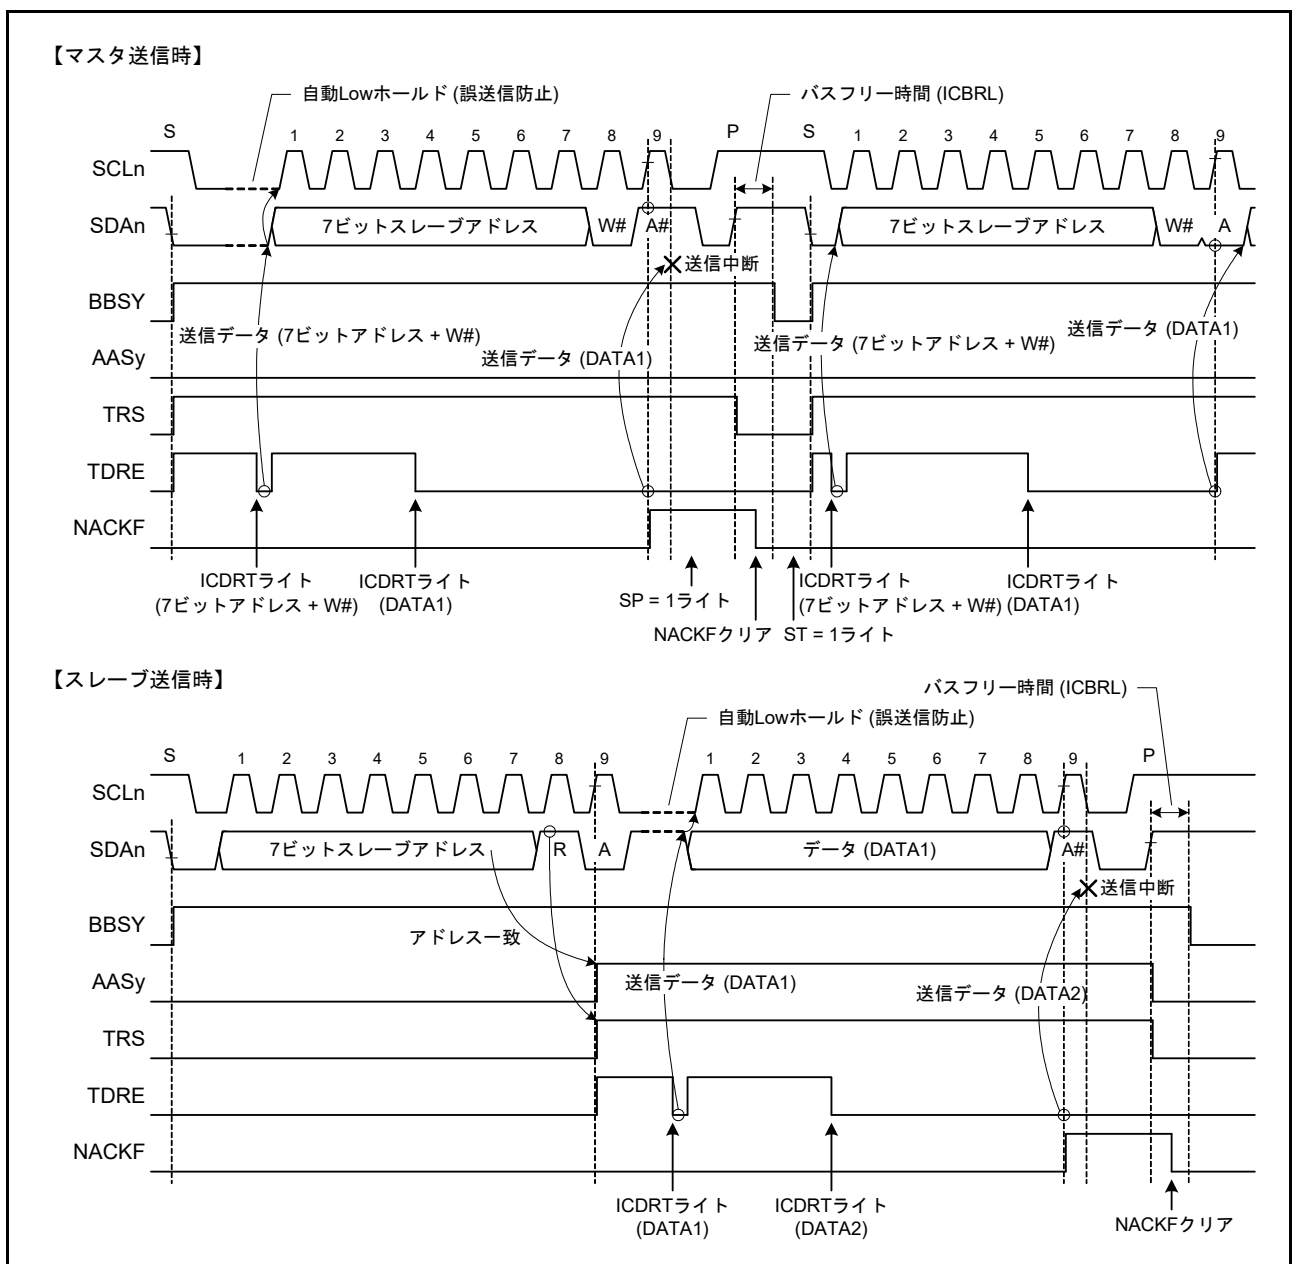 【マスタ送信時】
自動Lowホールド (誤送信防止)
バスフリー時間 (ICBRL)
S 1 2 3 4 5 6 7 8 9 P S 1 2 3 4 5 6 7 8 9
SCLn
SDAn 7ビットスレーブアドレス W# A# 7ビットスレーブアドレス W# A
送信中断
BBSY
送信データ (7ビットアドレス + W#) 送信データ (DATA1) 送信データ (7ビットアドレス + W#) 送信データ (DATA1)
AASy
TRS
TDRE
NACKF
ICDRTライト ICDRTライト ICDRTライト ICDRTライト
(7ビットアドレス + W#) (DATA1) SP = 1ライト (7ビットアドレス + W#) (DATA1)
NACKFクリア ST = 1ライト
【スレーブ送信時】
バスフリー時間 (ICBRL)
自動Lowホールド (誤送信防止)
S 1 2 3 4 5 6 7 8 9 1 2 3 4 5 6 7 8 9 P
SCLn
SDAn 7ビットスレーブアドレス R A データ (DATA1) A#
送信中断
BBSY
アドレス一致
AASy 送信データ (DATA1) 送信データ (DATA2)
TRS
TDRE
NACKF
ICDRTライト ICDRTライト
(DATA1) (DATA2) NACKFクリア